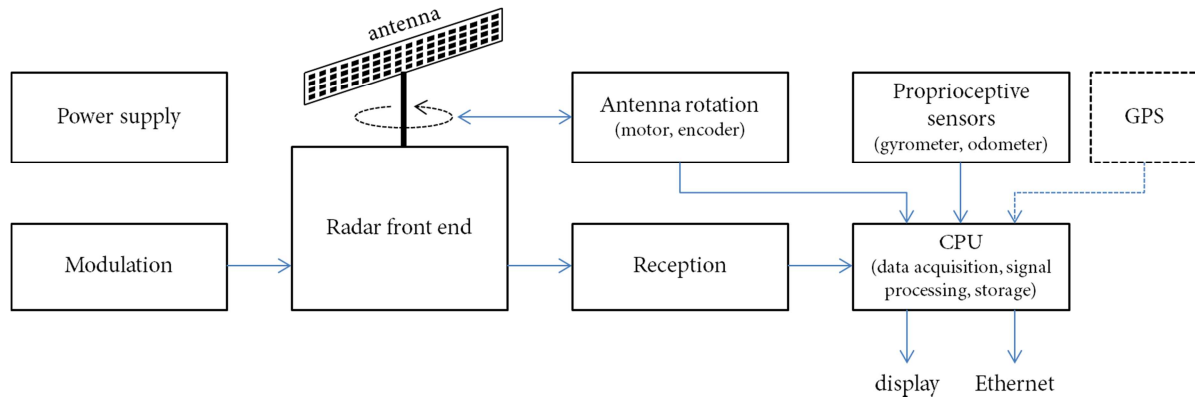 antenna
Power supply
Antenna rotation
(motor, encoder)
Proprioceptive
sensors
(gyrometer, odometer)
GPS
Modulation
Radar front end
Reception
CPU
(data acquisition, signal
processing, storage)
display
Ethernet